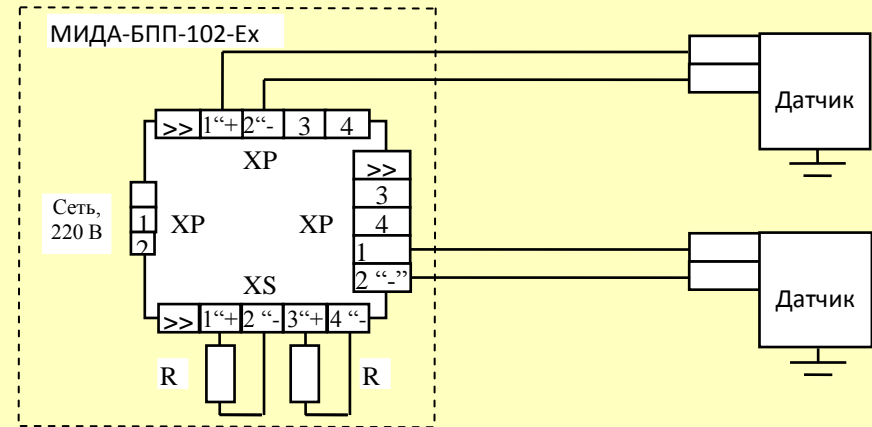 МИДА-БПП-102-Ex
>> 1“+ 2“- 3 4
XP
Датчик
>>
3
4
1
2 “-”
Сеть,
220 В
1
2
XP
XP
XS
>> 1“+ 2 “- 3“+ 4 “-
R
R
Датчик